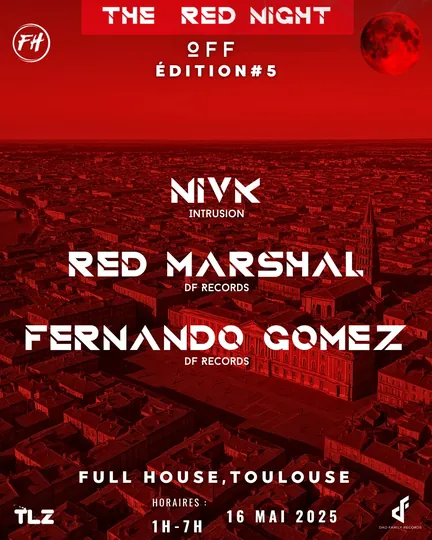 THE RED NIGHT
FH
OFF
ÉDITION#5
NIVK
INTRUSION
RED MARSHAL
DF RECORDS
FERNANDO GOMEZ
DF RECORDS
FULL HOUSE,TOULOUSE
HORAIRES :
1H-7H
16 MAI 2025
TLZ